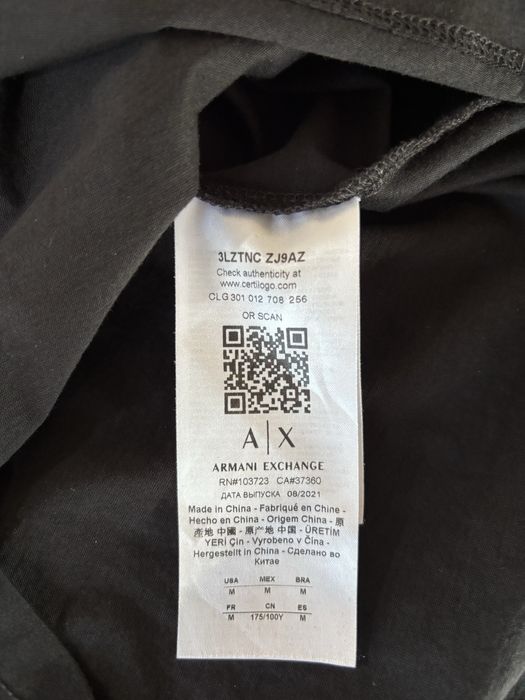 3LZTNC ZJ9AZ
Check authenticity at
www.certilogo.com
CLG 301 012 708 256
OR SCAN
A|X
ARMANI EXCHANGE
RN#103723 CA#37360
ДАТА ВЫПУСКА 08/2021
Made in China - Fabriqué en Chine -
Hecho en China - Origem China - 原
產地 中國 - 原产地 中国 - ÜRETİM
YERİ Çin - Vyrobeno v Čína -
Hergestellt in China - Сделано во
Китае
USA MEX BRA
M M M
FR CN ES
M 175/100Y M